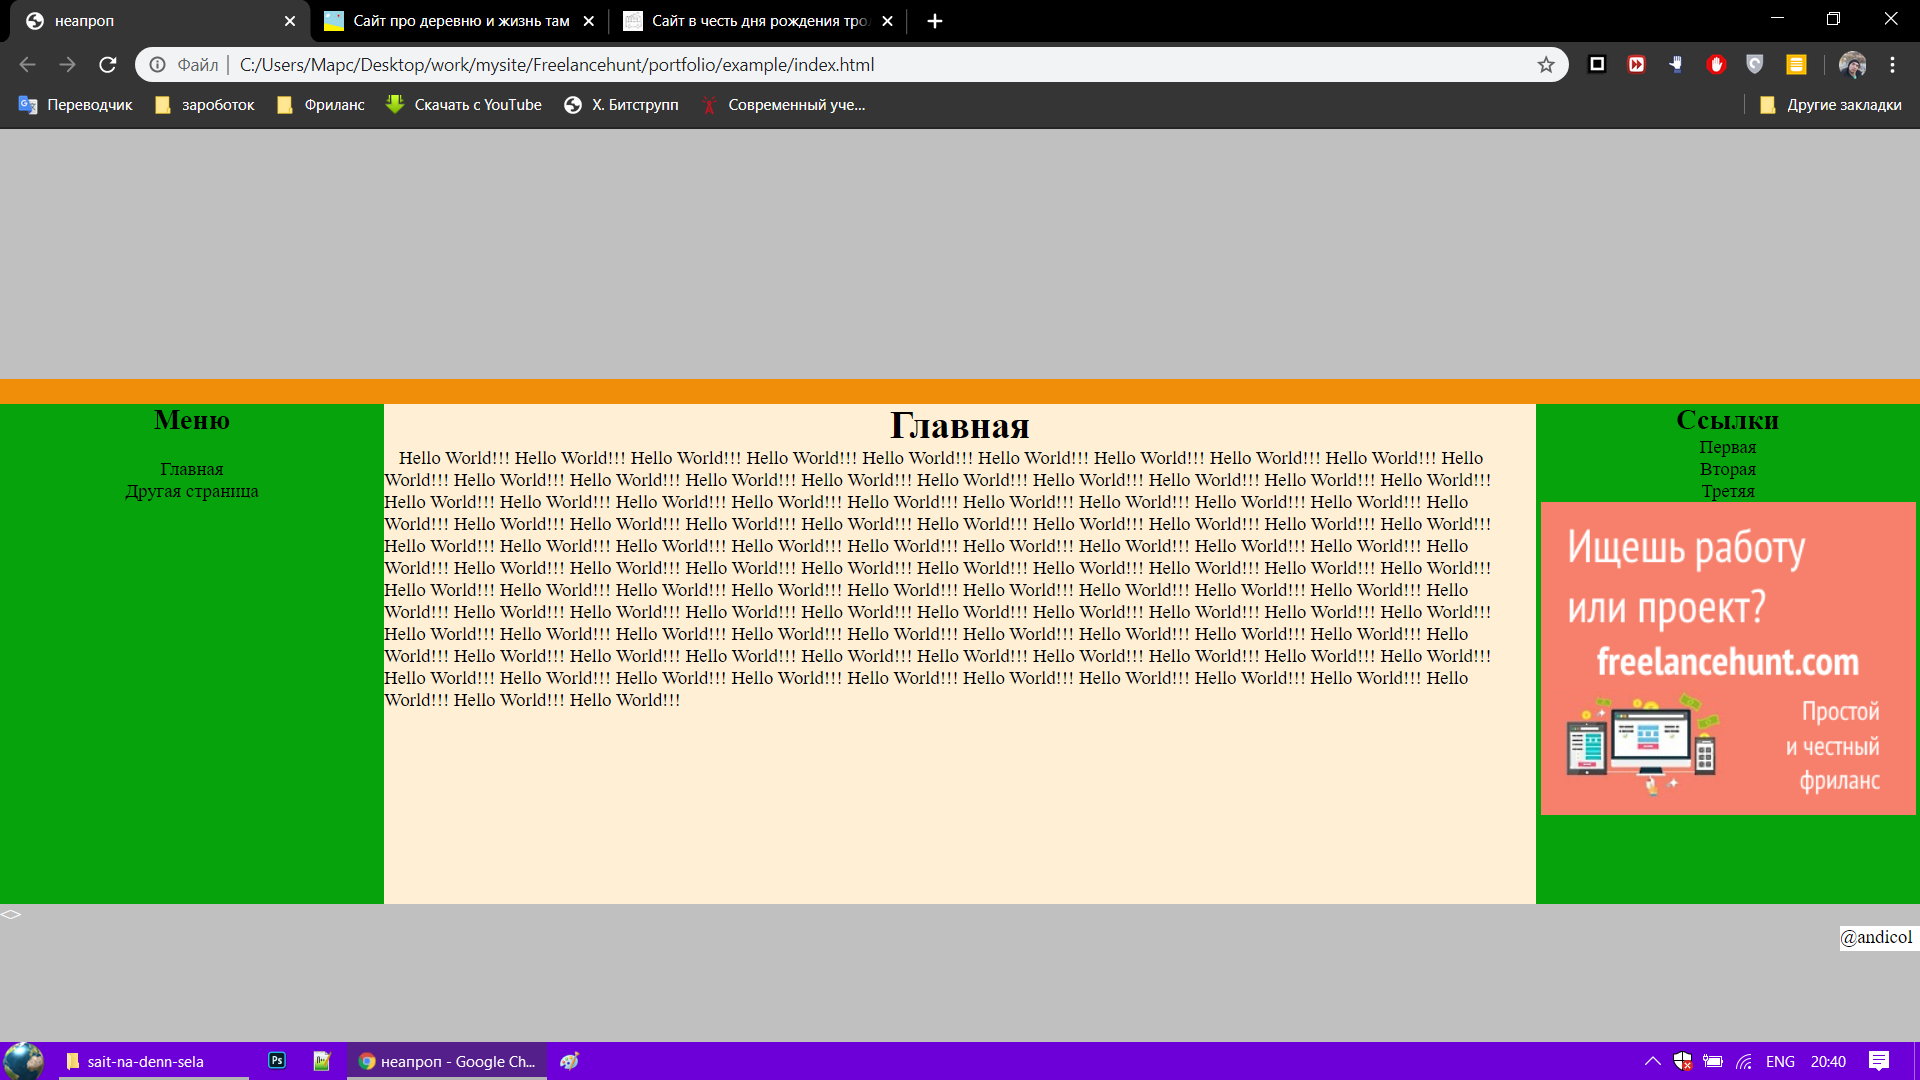 неапроп
Сайт про деревню и жизнь там
Сайт в честь дня рождения тро
Файл | C:/Users/Марс/Desktop/work/mysite/Freelancehunt/portfolio/example/index.html
Переводчик зароботок Фриланс Скачать с YouTube Х. Битструпп Современный уче... Другие закладки
Меню
Главная
Другая страница
Главная
Hello World!!! Hello World!!! Hello World!!! Hello World!!! Hello World!!! Hello World!!! Hello World!!! Hello World!!! Hello World!!! Hello
World!!! Hello World!!! Hello World!!! Hello World!!! Hello World!!! Hello World!!! Hello World!!! Hello World!!! Hello World!!! Hello World!!!
Hello World!!! Hello World!!! Hello World!!! Hello World!!! Hello World!!! Hello World!!! Hello World!!! Hello World!!! Hello World!!! Hello
World!!! Hello World!!! Hello World!!! Hello World!!! Hello World!!! Hello World!!! Hello World!!! Hello World!!! Hello World!!! Hello World!!!
Hello World!!! Hello World!!! Hello World!!! Hello World!!! Hello World!!! Hello World!!! Hello World!!! Hello World!!! Hello World!!! Hello
World!!! Hello World!!! Hello World!!! Hello World!!! Hello World!!! Hello World!!! Hello World!!! Hello World!!! Hello World!!! Hello World!!!
Hello World!!! Hello World!!! Hello World!!! Hello World!!! Hello World!!! Hello World!!! Hello World!!! Hello World!!! Hello World!!! Hello
World!!! Hello World!!! Hello World!!! Hello World!!! Hello World!!! Hello World!!! Hello World!!! Hello World!!! Hello World!!! Hello World!!!
Hello World!!! Hello World!!! Hello World!!! Hello World!!! Hello World!!! Hello World!!! Hello World!!! Hello World!!! Hello World!!! Hello
World!!! Hello World!!! Hello World!!! Hello World!!! Hello World!!! Hello World!!! Hello World!!! Hello World!!! Hello World!!! Hello World!!!
Hello World!!! Hello World!!! Hello World!!! Hello World!!! Hello World!!! Hello World!!! Hello World!!! Hello World!!! Hello World!!! Hello
World!!! Hello World!!! Hello World!!!
Ссылки
Первая
Вторая
Третяя
Ищешь работу
или проект?
freelancehunt.com
Простой
и честный
фриланс
<>
@andicol
sait-na-denn-sela
Ps
неапроп - Google Ch...
ENG
20:40